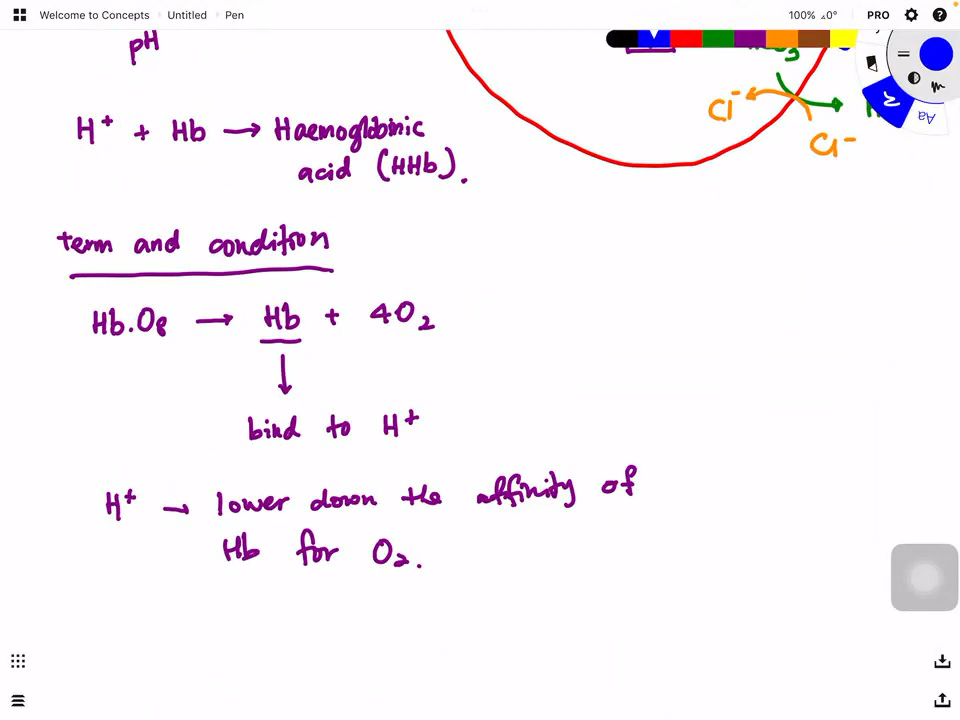 Welcome to Concepts › Untitled › Pen
100% ⊿0° PRO
pH
Cl⁻
Cl⁻
Aa
H⁺ + Hb → Haemoglobinic
acid (HHb).
term and condition
Hb.O₈ → Hb + 4O₂
↓
bind to H⁺
H⁺ → lower down the affinity of
Hb for O₂.